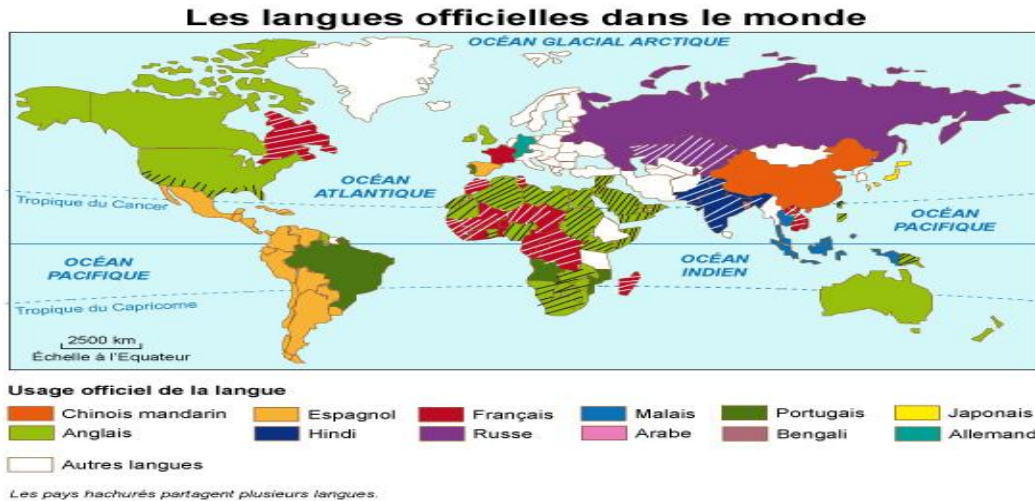 Les langues officielles dans le monde
OCÉAN GLACIAL ARCTIQUE
OCÉAN
ATLANTIQUE
Tropique du Cancer
OCÉAN
PACIFIQUE
OCÉAN
PACIFIQUE
OCÉAN
INDIEN
Tropique du Capricorne
2500 km
Échelle à l'Equateur
Usage officiel de la langue
Chinois mandarin Espagnol Français Malais Portugais Japonais
Anglais Hindi Russe Arabe Bengali Allemand
Autres langues
Les pays hachurés partagent plusieurs langues.